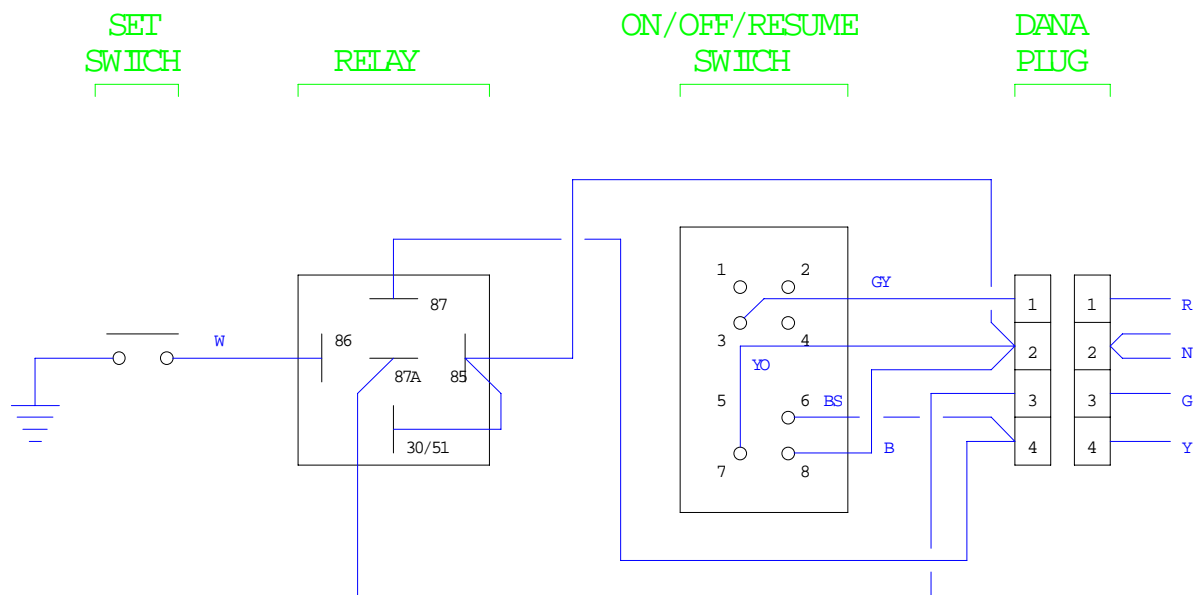 SET
SWITCH
RELAY
ON/OFF/RESUME
SWITCH
DANA
PLUG
1
2
GY
1
1
R
87
W
86
3
4
2
2
N
87A
85
YO
5
6
BS
3
3
G
30/51
7
8
B
4
4
Y